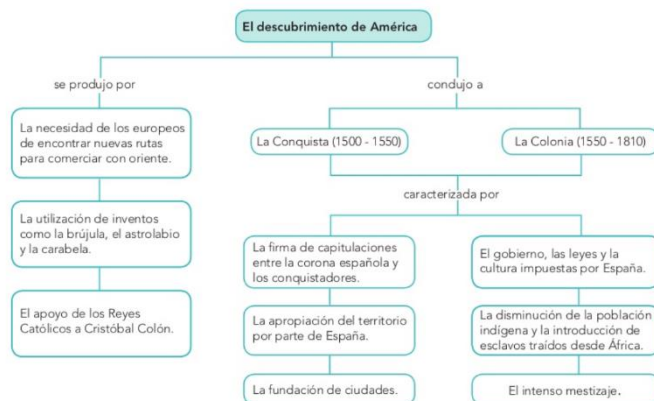 El descubrimiento de América
se produjo por
condujo a
La necesidad de los europeos
de encontrar nuevas rutas
para comerciar con oriente.
La Conquista (1500 - 1550)
La Colonia (1550 - 1810)
caracterizada por
La utilización de inventos
como la brújula, el astrolabio
y la carabela.
La firma de capitulaciones
entre la corona española y
los conquistadores.
El gobierno, las leyes y la
cultura impuestas por España.
El apoyo de los Reyes
Católicos a Cristóbal Colón.
La apropiación del territorio
por parte de España.
La disminución de la población
indígena y la introducción de
esclavos traídos desde África.
La fundación de ciudades.
El intenso mestizaje.